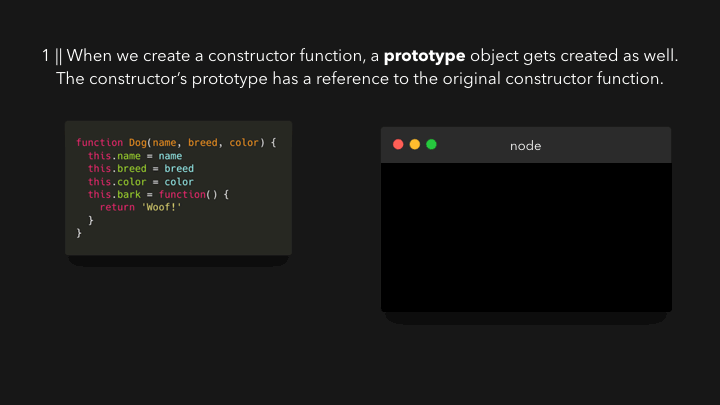 1 || When we create a constructor function, a prototype object gets created as well.
The constructor’s prototype has a reference to the original constructor function.
function Dog(name, breed, color) {
  this.name = name
  this.breed = breed
  this.color = color
  this.bark = function() {
    return 'Woof!'
  }
}
node